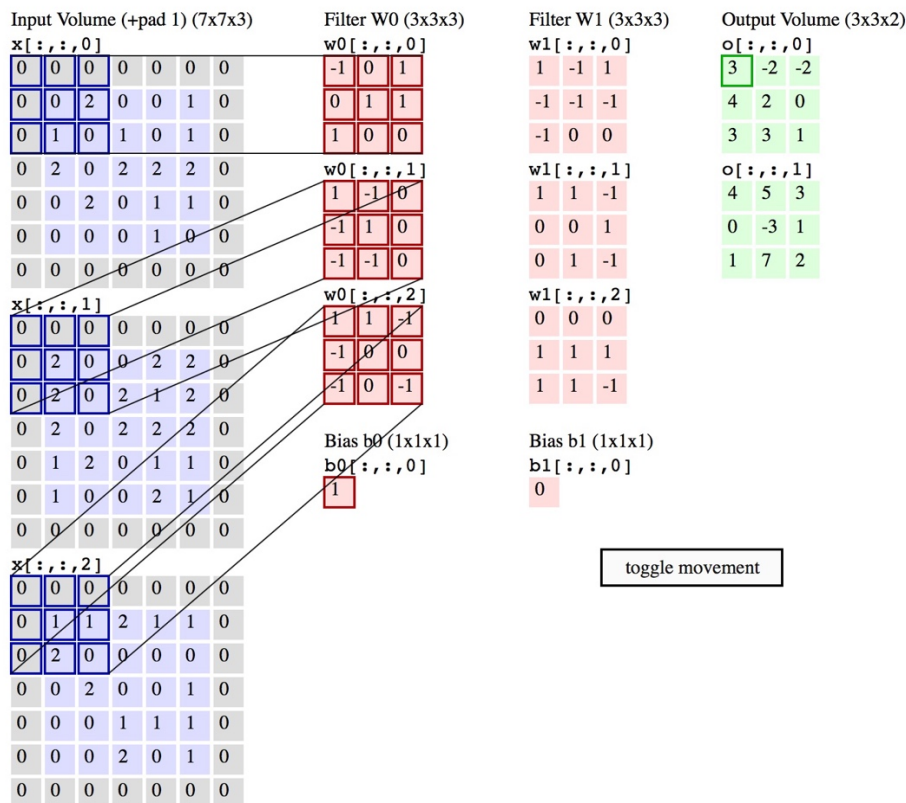 Input Volume (+pad 1) (7x7x3)
x[:,:,0]
0 0 0 0 0 0 0
0 0 2 0 0 1 0
0 1 0 1 0 1 0
0 2 0 2 2 2 0
0 0 2 0 1 1 0
0 0 0 0 1 0 0
0 0 0 0 0 0 0
x[:,:,1]
0 0 0 0 0 0 0
0 2 0 0 2 2 0
0 2 0 2 1 2 0
0 2 0 2 2 2 0
0 1 2 0 1 1 0
0 1 0 0 2 1 0
0 0 0 0 0 0 0
x[:,:,2]
0 0 0 0 0 0 0
0 1 1 2 1 1 0
0 2 0 0 0 0 0
0 0 2 0 0 1 0
0 0 0 1 1 1 0
0 0 0 2 0 1 0
0 0 0 0 0 0 0
Filter W0 (3x3x3)
w0[:,:,0]
-1 0 1
0 1 1
1 0 0
w0[:,:,1]
1 -1 0
-1 1 0
-1 -1 0
w0[:,:,2]
1 1 -1
-1 0 0
-1 0 -1
Bias b0 (1x1x1)
b0[:,:,0]
1
Filter W1 (3x3x3)
w1[:,:,0]
1 -1 1
-1 -1 -1
-1 0 0
w1[:,:,1]
1 1 -1
0 0 1
0 1 -1
w1[:,:,2]
0 0 0
1 1 1
1 1 -1
Bias b1 (1x1x1)
b1[:,:,0]
0
Output Volume (3x3x2)
o[:,:,0]
3 -2 -2
4 2 0
3 3 1
o[:,:,1]
4 5 3
0 -3 1
1 7 2
toggle movement